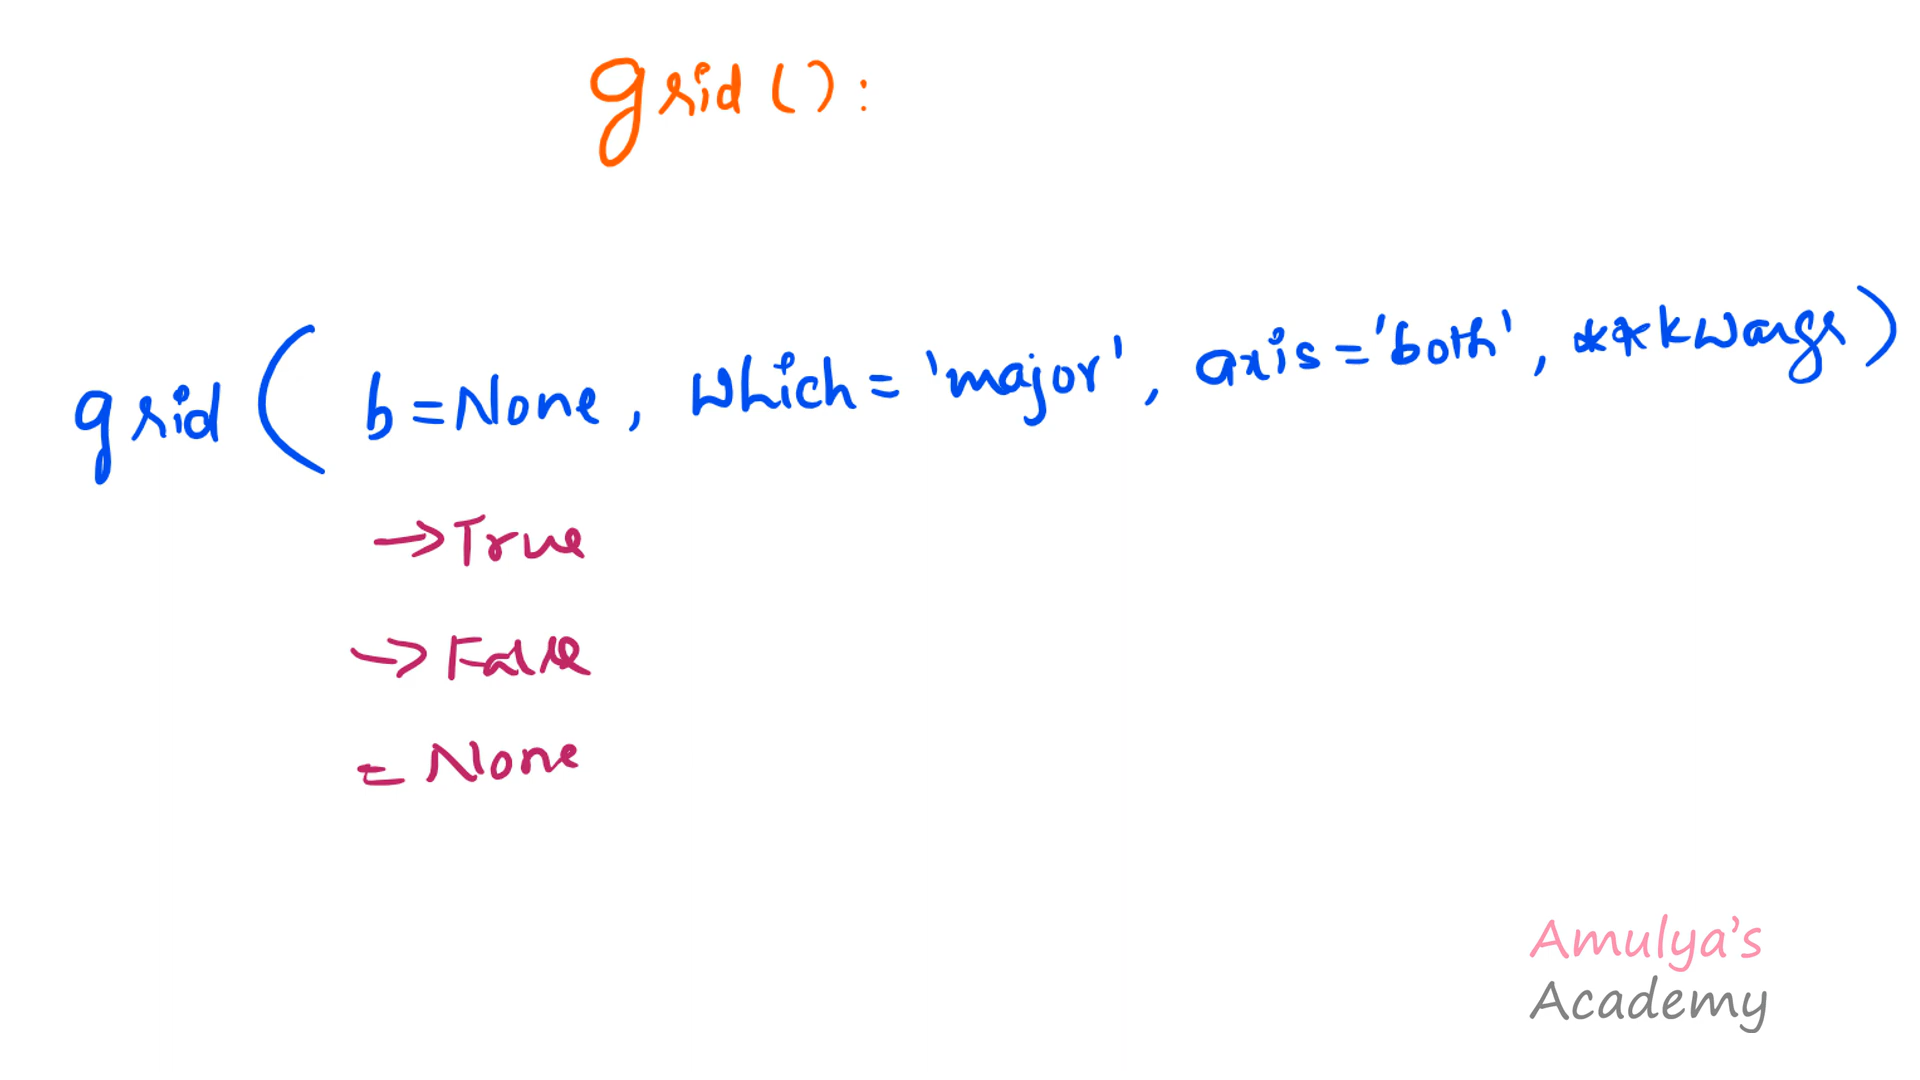 grid():
grid( b=None, which='major', axis='both', **kwargs)
→True
→False
= None
Amulya's
Academy